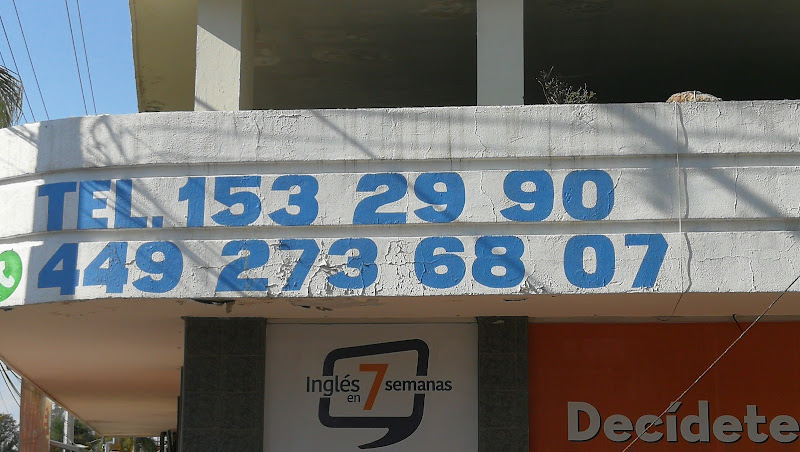 TEL. 153 29 90
449 273 68 07
Inglés
en 7 semanas
Decídete